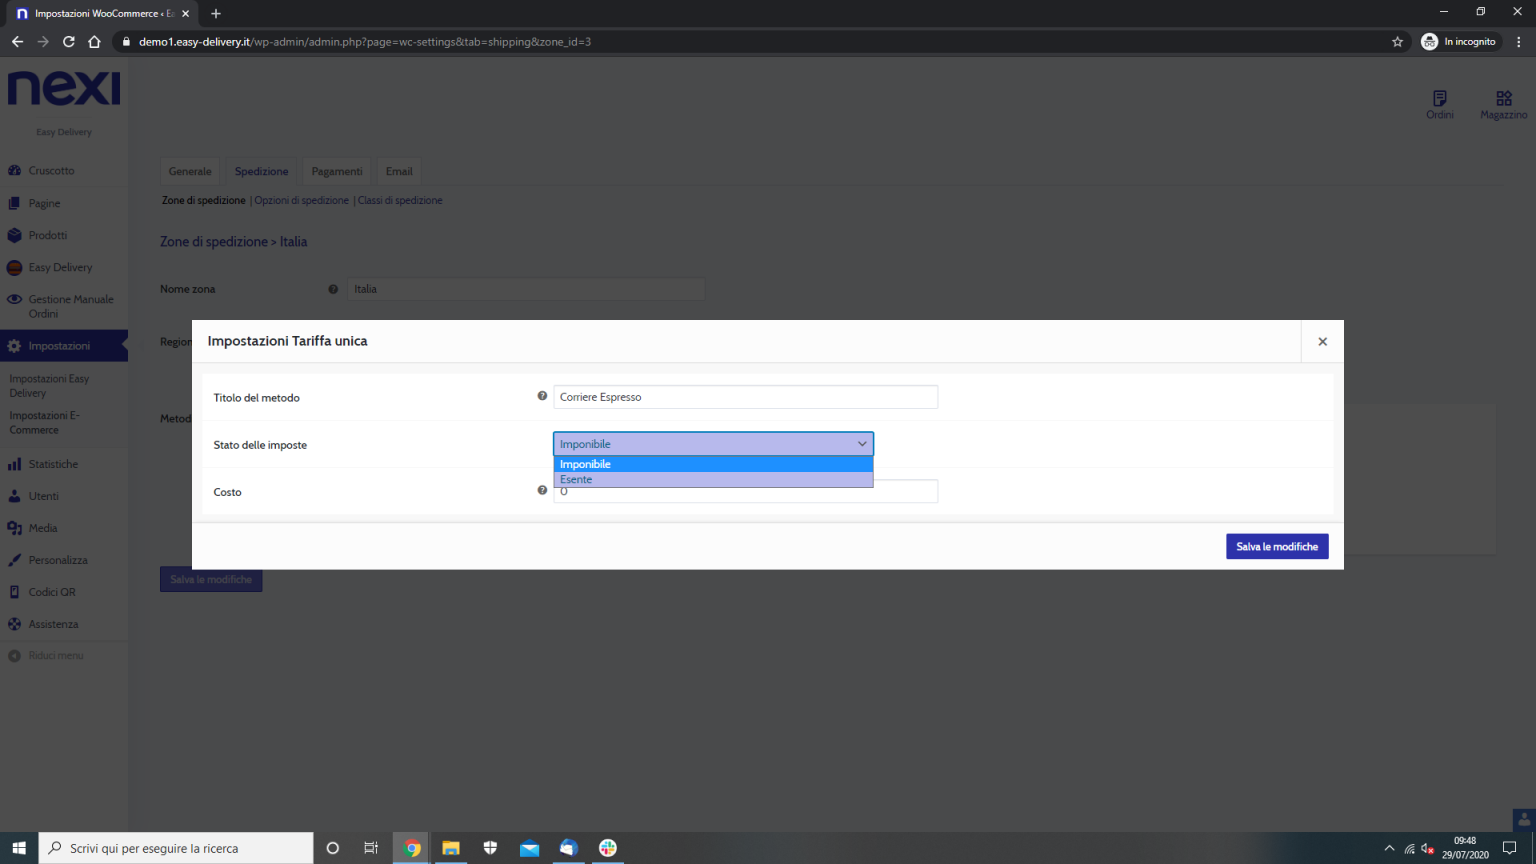 Impostazioni WooCommerce ‹ Ea
demo1.easy-delivery.it/wp-admin/admin.php?page=wc-settings&tab=shipping&zone_id=3
In incognito
nexi
Easy Delivery
Ordini
Magazzino
Cruscotto
Pagine
Prodotti
Easy Delivery
Gestione Manuale
Ordini
Impostazioni
Impostazioni Easy
Delivery
Impostazioni E-
Commerce
Statistiche
Utenti
Media
Personalizza
Codici QR
Assistenza
Riduci menu
Generale
Spedizione
Pagamenti
Email
Zone di spedizione | Opzioni di spedizione | Classi di spedizione
Zone di spedizione > Italia
Nome zona
Italia
Region
Metod
Impostazioni Tariffa unica
Titolo del metodo
Corriere Espresso
Stato delle imposte
Imponibile
Imponibile
Esente
Costo
0
Salva le modifiche
Salva le modifiche
Scrivi qui per eseguire la ricerca
09:48
29/07/2020